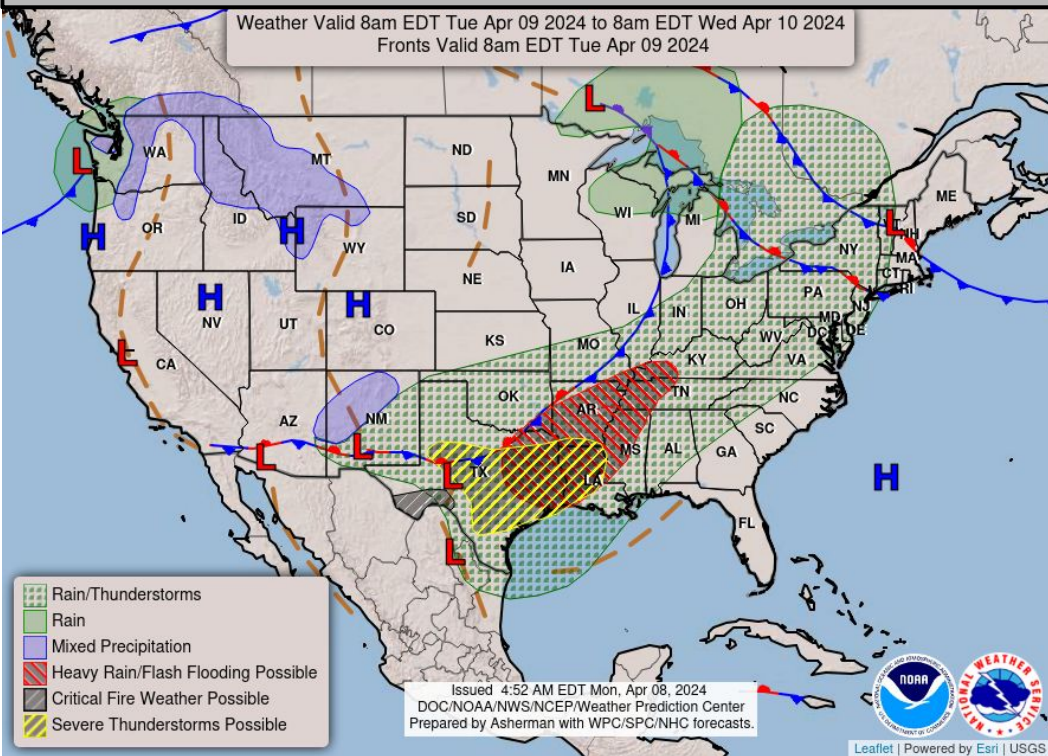 Weather Valid 8am EDT Tue Apr 09 2024 to 8am EDT Wed Apr 10 2024
Fronts Valid 8am EDT Tue Apr 09 2024
L
WA
MT
ND
MN
L
ME
L
OR
ID
H
H
WY
SD
WI
MI
L
VT
NH
NY
MA
CT
RI
H
NV
UT
H
CO
NE
IA
IL
IN
OH
PA
NJ
MD
DE
DC
WV
VA
L
CA
KS
MO
KY
AZ
NM
OK
AR
TN
NC
SC
L
L
L
TX
LA
MS
AL
GA
H
FL
L
Rain/Thunderstorms
Rain
Mixed Precipitation
Heavy Rain/Flash Flooding Possible
Critical Fire Weather Possible
Severe Thunderstorms Possible
Issued 4:52 AM EDT Mon, Apr 08, 2024
DOC/NOAA/NWS/NCEP/Weather Prediction Center
Prepared by Asherman with WPC/SPC/NHC forecasts.
NOAA
NATIONAL WEATHER SERVICE
Leaflet | Powered by Esri | USGS